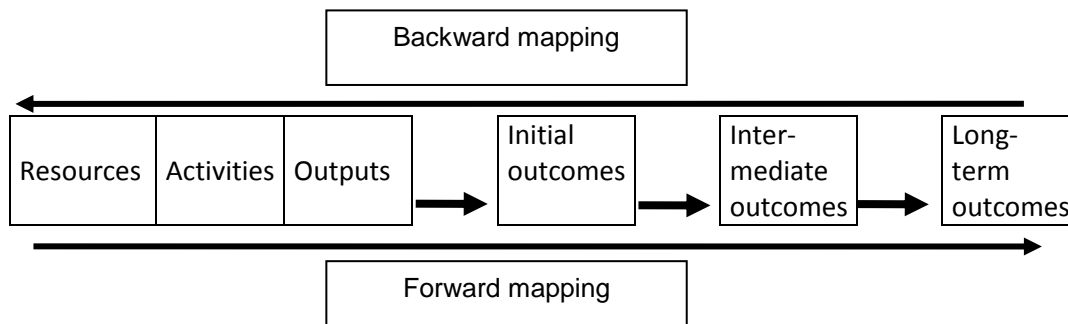 Backward mapping
Resources
Activities
Outputs
Initial
outcomes
Inter-
mediate
outcomes
Long-
term
outcomes
Forward mapping